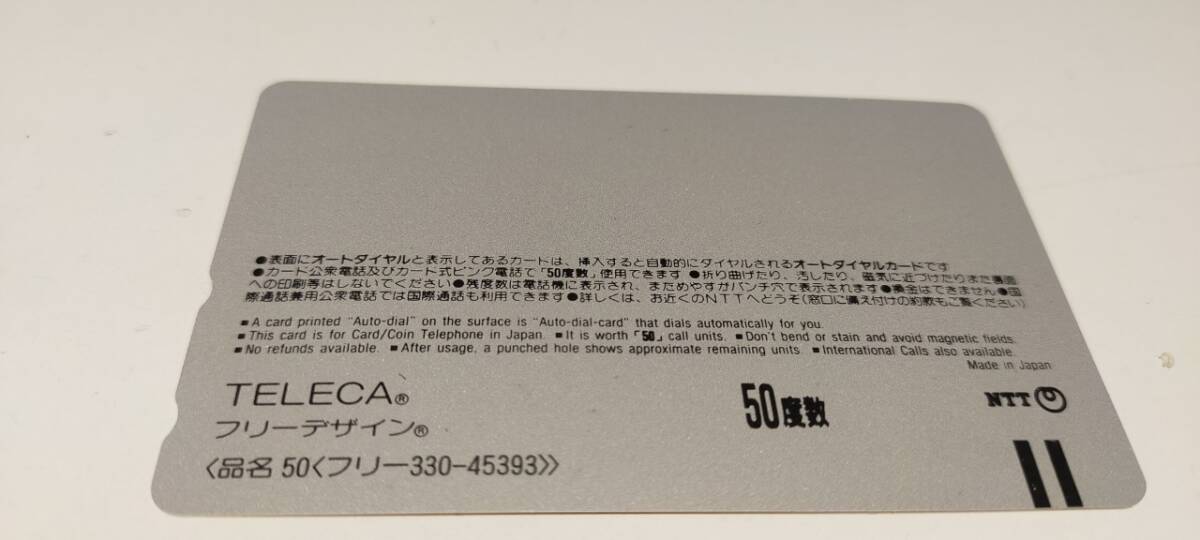 ●表面にオートダイヤルと表示してあるカードは、挿入すると自動的にダイヤルされるオートダイヤルカードです
●カード公衆電話及びカード式ピンク電話で「50度数」使用できます ●折り曲げたり、汚したり、磁気に近づけたりまた裏面
への印刷等はしないでください ●残度数は電話機に表示され、まためやすがパンチ穴で表示されます ●換金はできません ●国
際通話兼用公衆電話では国際通話も利用できます ●詳しくは、お近くのNTTへどうぞ(窓口に備え付けの約款もご覧ください)
■A card printed "Auto-dial" on the surface is "Auto-dial-card" that dials automatically for you.
■This card is for Card/Coin Telephone in Japan. ■It is worth「50」call units. ■Don't bend or stain and avoid magnetic fields.
■No refunds available. ■After usage, a punched hole shows approximate remaining units. ■International Calls also available.
Made in Japan
TELECA®
フリーデザイン®
〈品名 50〈フリー330-45393〉〉
50度数
NTT